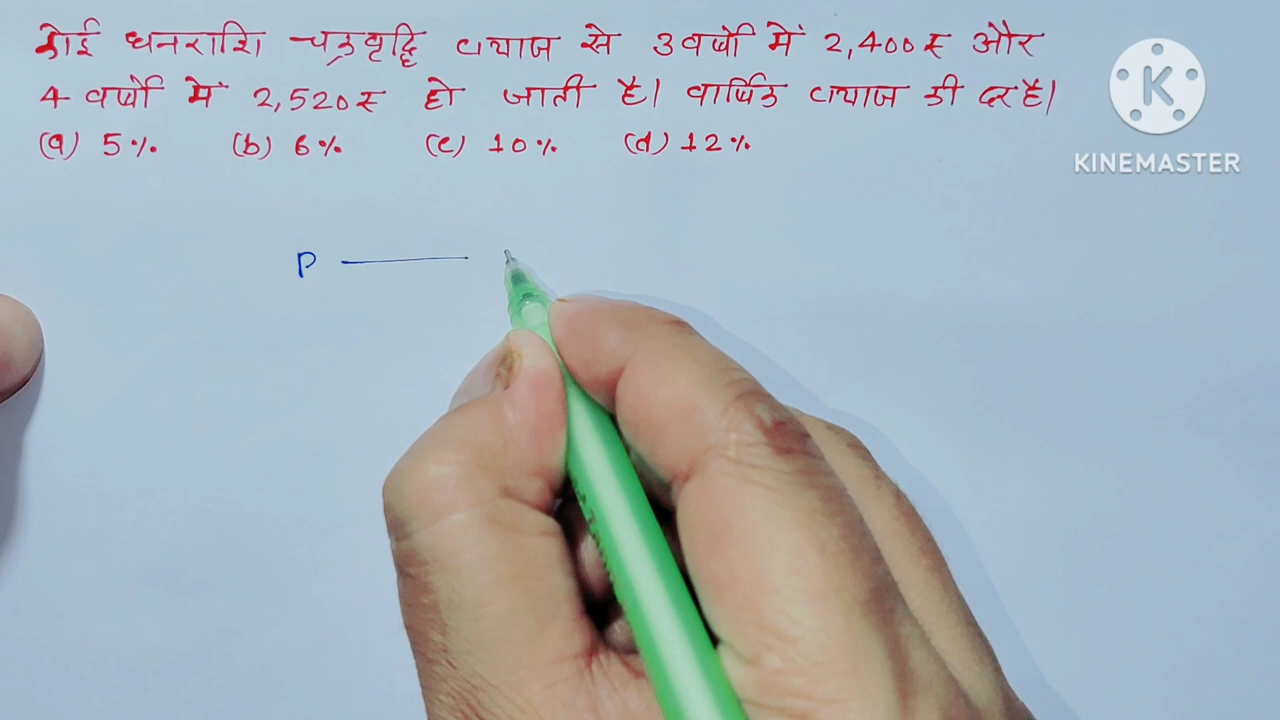 कोई धनराशि चक्रवृद्धि ब्याज से 3 वर्षो में 2,400₹ और
4 वर्षो में 2,520₹ हो जाती है। वार्षिक ब्याज की दर है।
(a) 5% (b) 6% (c) 10% (d) 12%
P
K
KINEMASTER